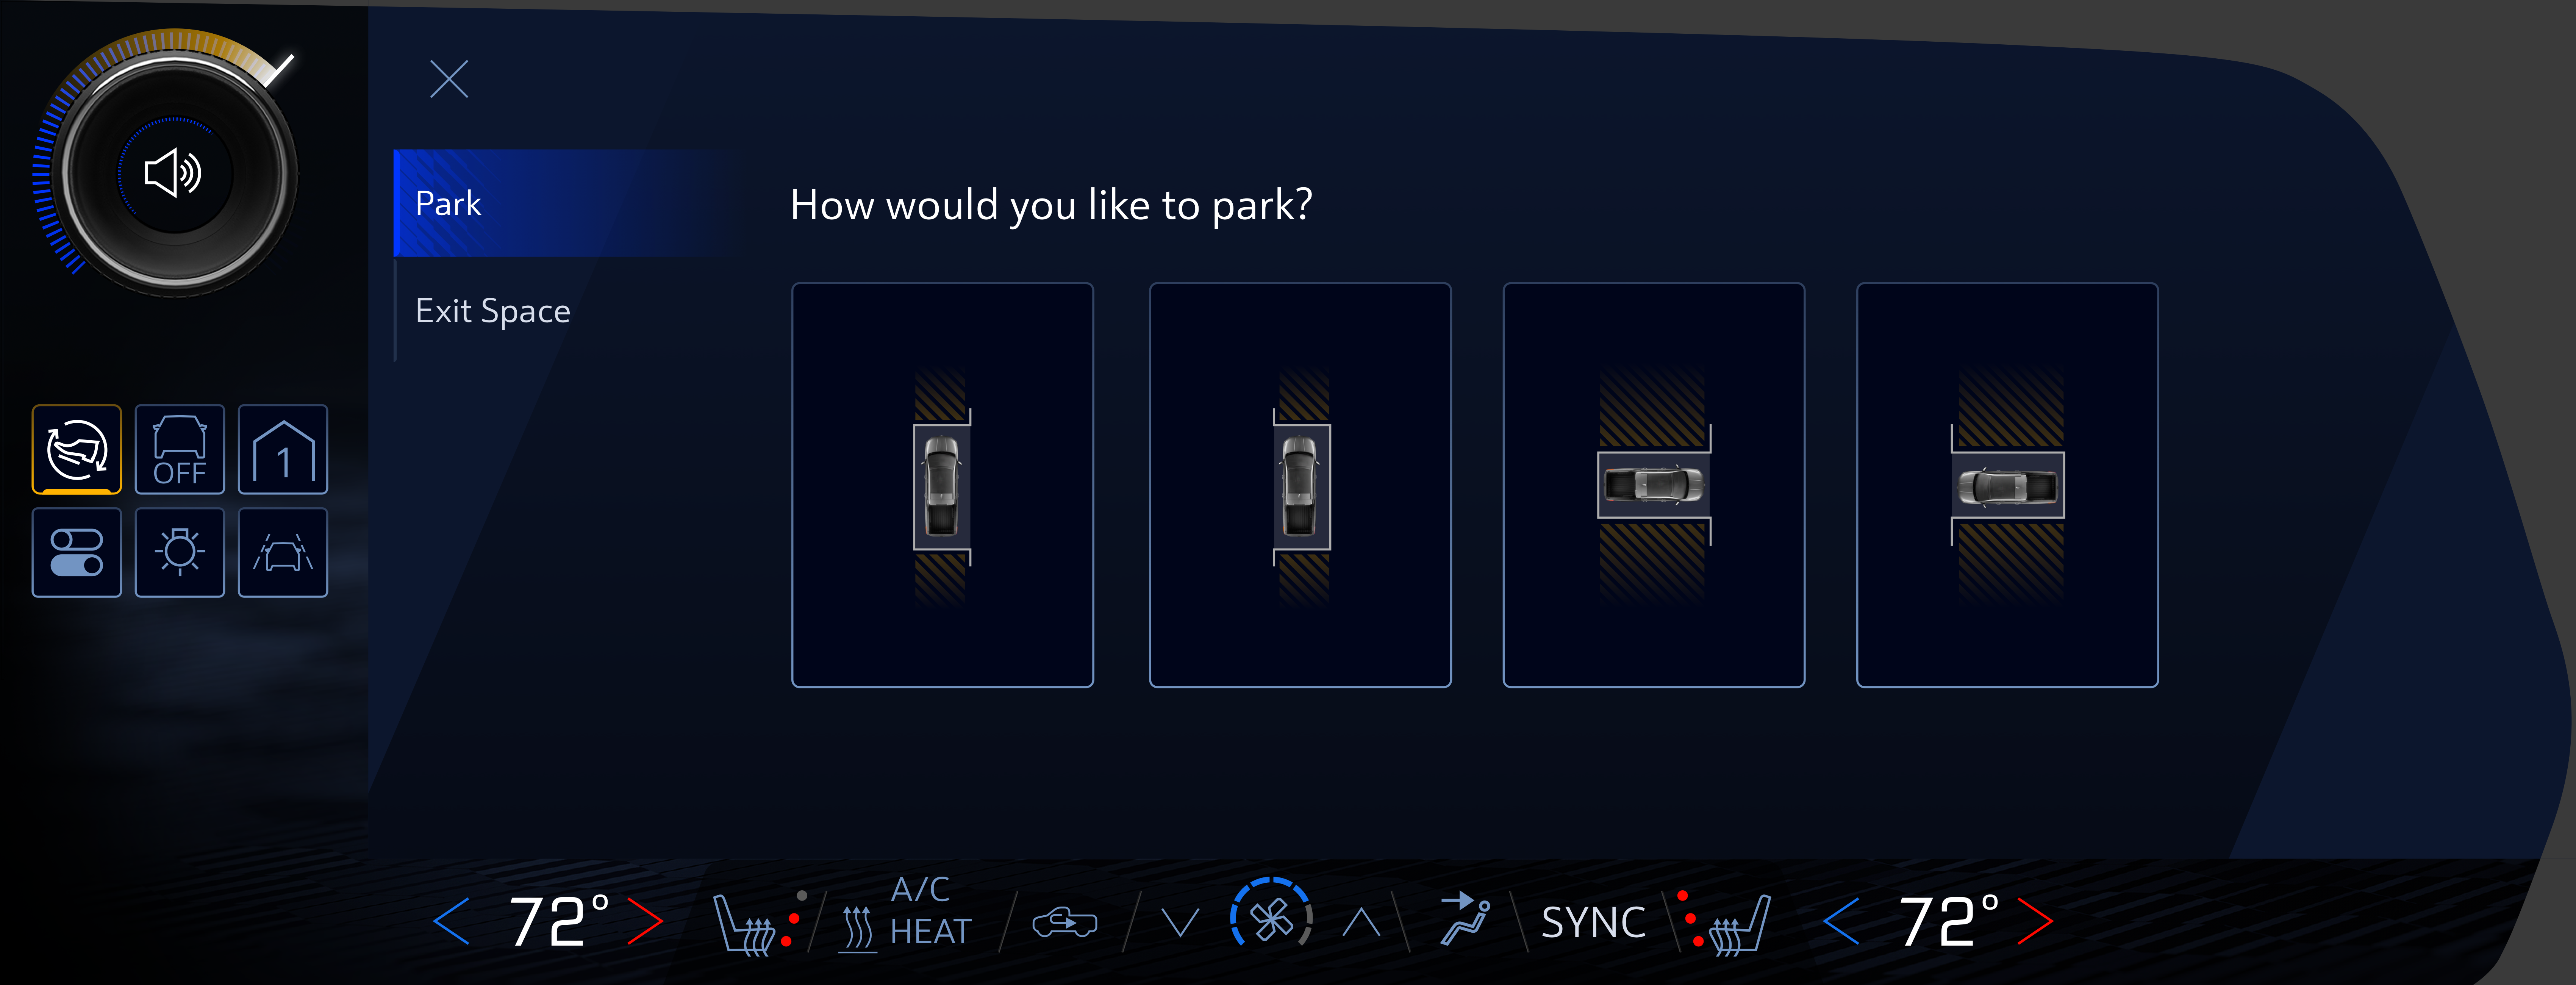 Park
How would you like to park?
Exit Space
OFF
1
A/C
HEAT
72°
SYNC
72°